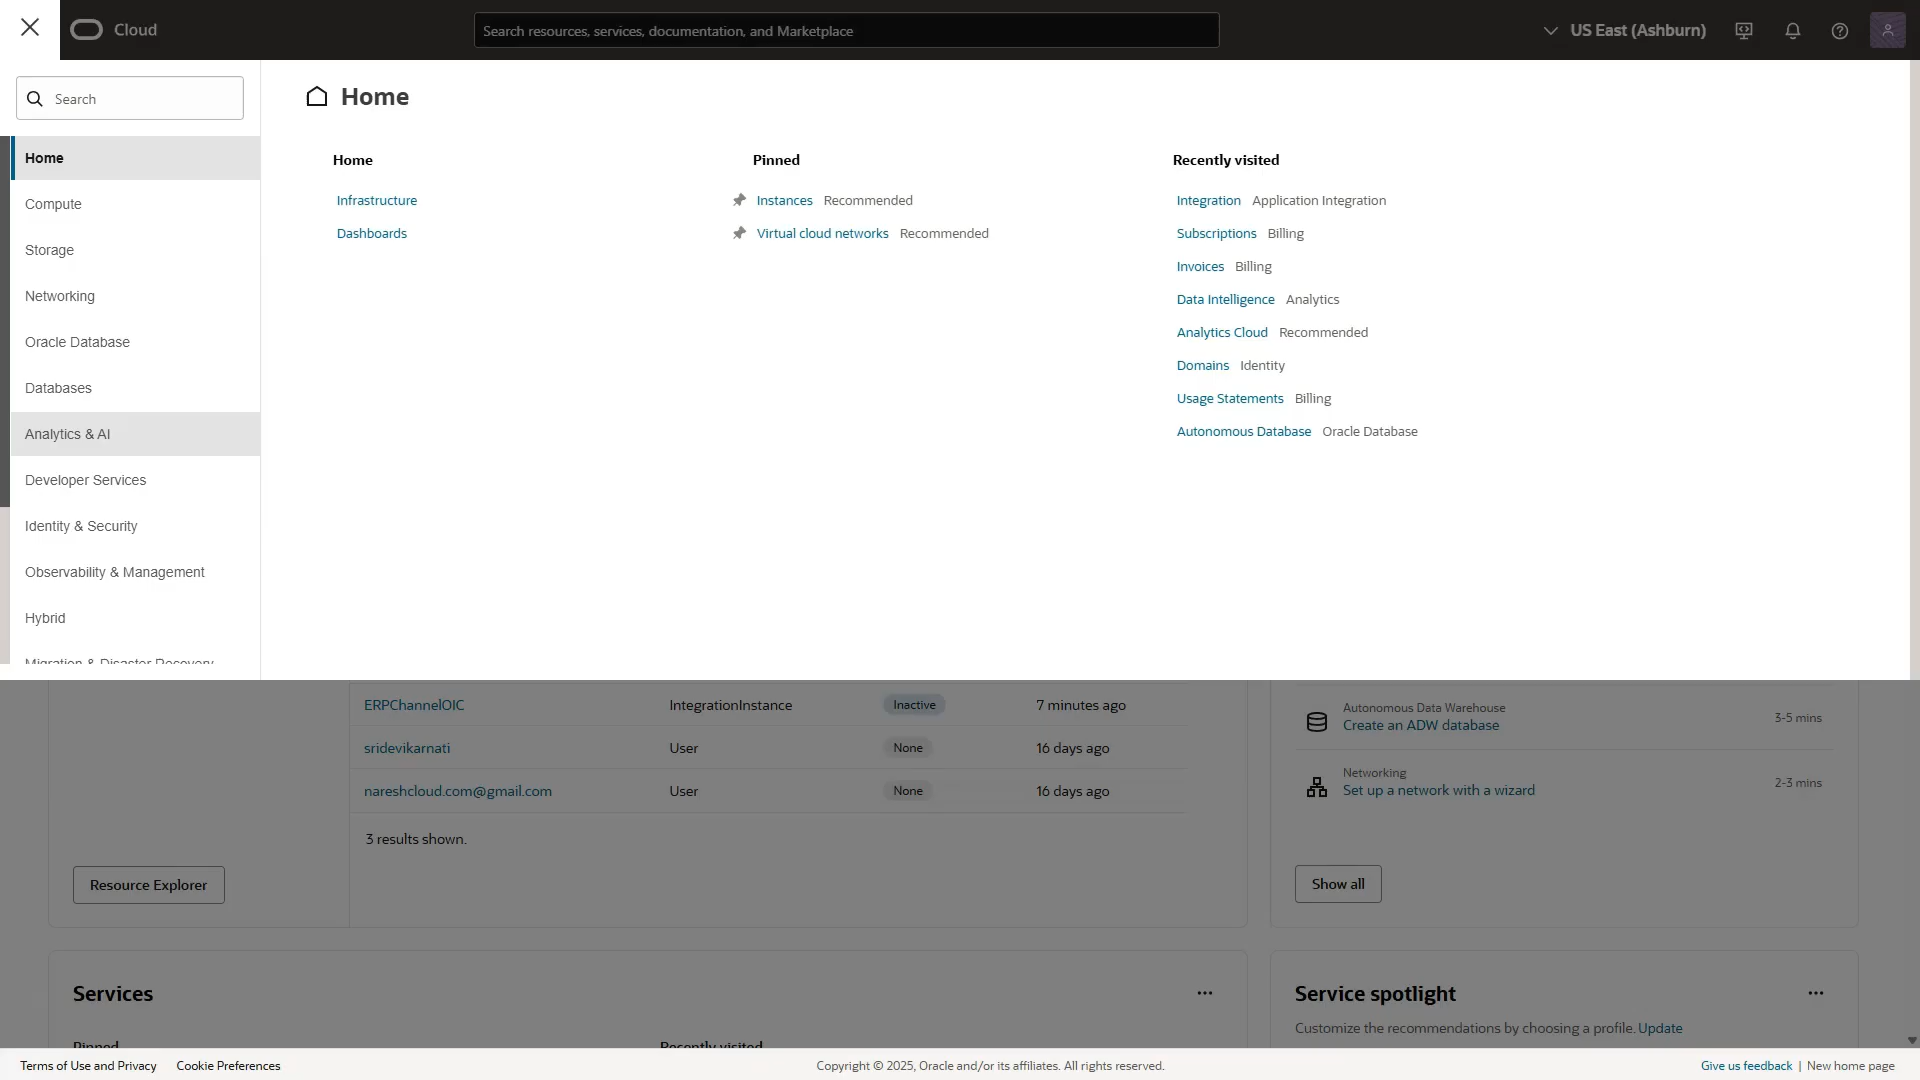 Cloud
Search resources, services, documentation, and Marketplace
US East (Ashburn)
Search
Home
Compute
Storage
Networking
Oracle Database
Databases
Analytics & AI
Developer Services
Identity & Security
Observability & Management
Hybrid
Migration & Disaster Recovery
Home
Home
Infrastructure
Dashboards
Pinned
Instances Recommended
Virtual cloud networks Recommended
Recently visited
Integration Application Integration
Subscriptions Billing
Invoices Billing
Data Intelligence Analytics
Analytics Cloud Recommended
Domains Identity
Usage Statements Billing
Autonomous Database Oracle Database
ERPChannelOIC IntegrationInstance Inactive 7 minutes ago
sridevikarnati User None 16 days ago
nareshcloud.com@gmail.com User None 16 days ago
3 results shown.
Resource Explorer
Autonomous Data Warehouse
Create an ADW database
3-5 mins
Networking
Set up a network with a wizard
2-3 mins
Show all
Services
Pinned
Recently visited
Service spotlight
Customize the recommendations by choosing a profile. Update
Terms of Use and Privacy Cookie Preferences
Copyright © 2025, Oracle and/or its affiliates. All rights reserved.
Give us feedback | New home page